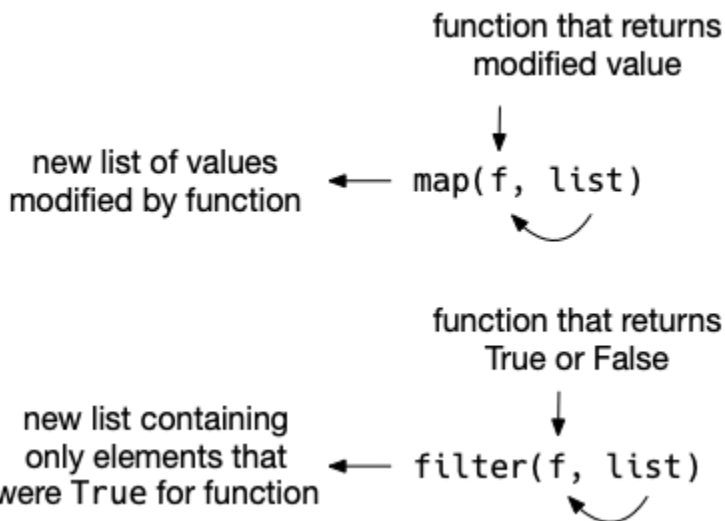 function that returns
modified value
new list of values
modified by function
map(f, list)
function that returns
True or False
new list containing
only elements that
were True for function
filter(f, list)